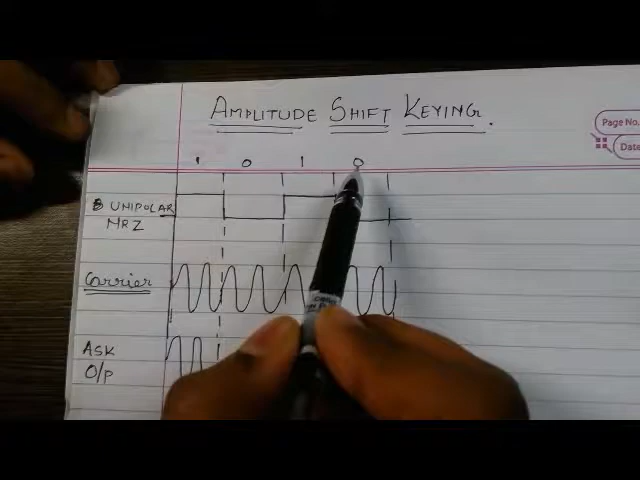 AMPLITUDE SHIFT KEYING.
Page No.
Date
1 0 1 0
UNIPOLAR
NRZ
Carrier
ASK
O/P